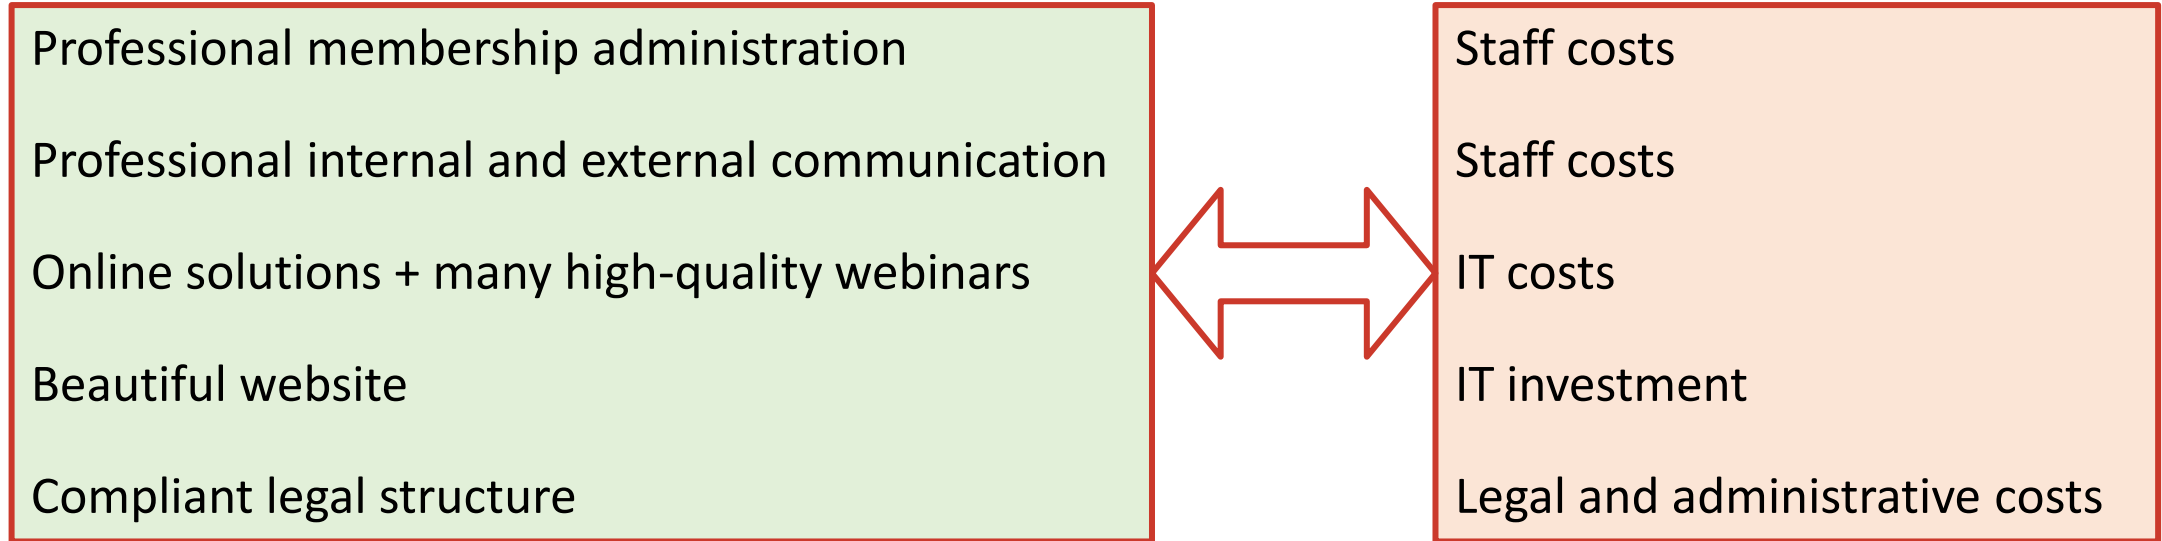 Professional membership administration
Professional internal and external communication
Online solutions + many high-quality webinars
Beautiful website
Compliant legal structure
Staff costs
Staff costs
IT costs
IT investment
Legal and administrative costs